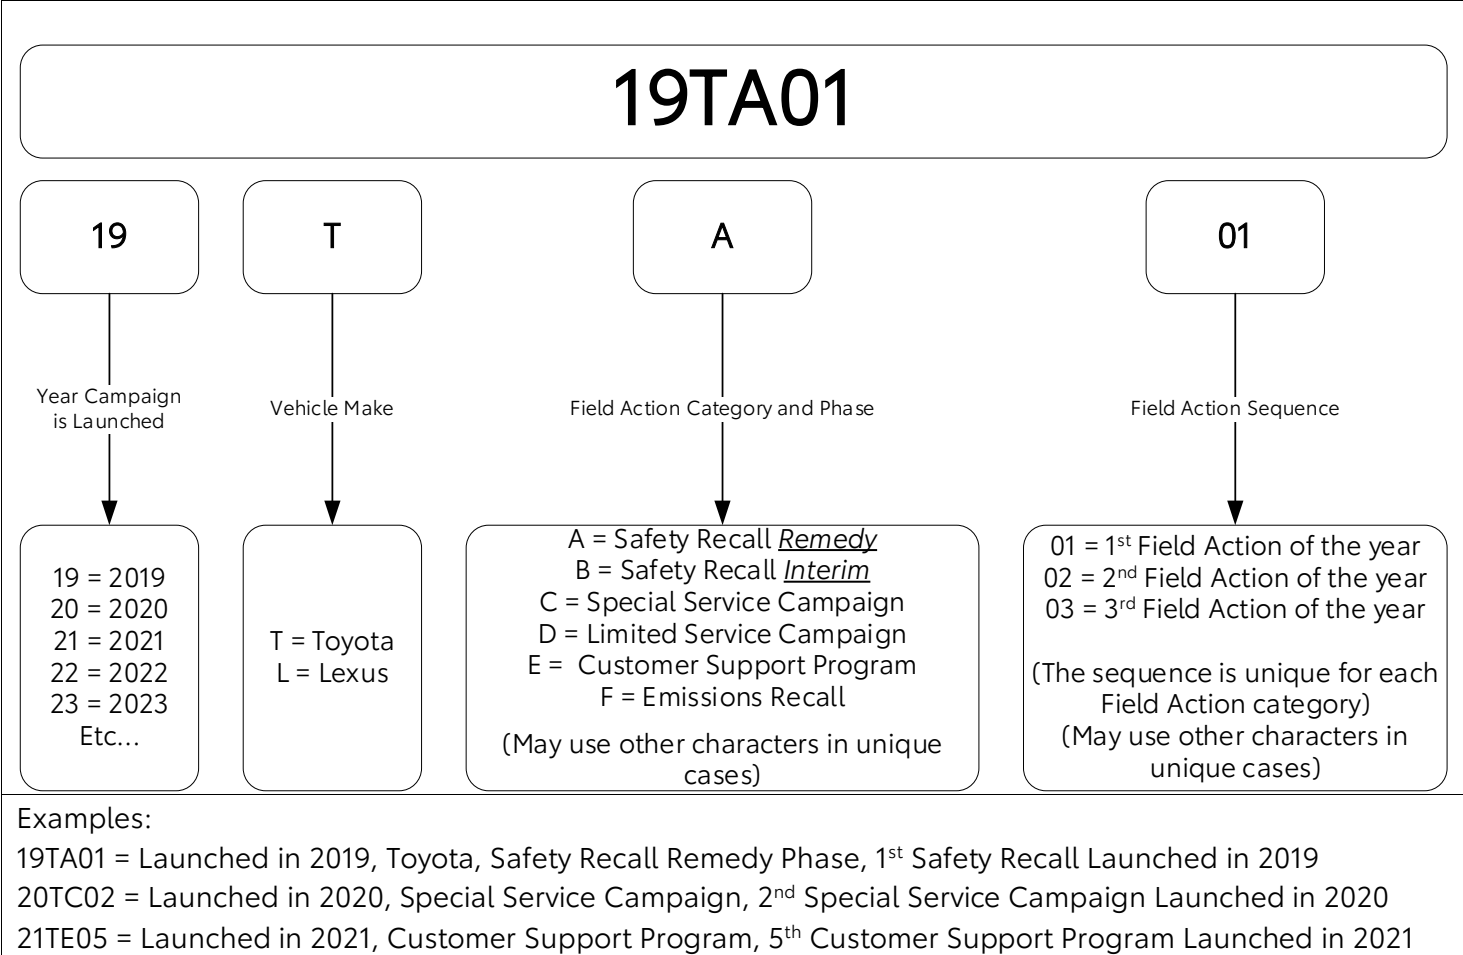 19TA01
19
T
A
01
Year Campaign
is Launched
Vehicle Make
Field Action Category and Phase
Field Action Sequence
19 = 2019
20 = 2020
21 = 2021
22 = 2022
23 = 2023
Etc...
T = Toyota
L = Lexus
A = Safety Recall Remedy
B = Safety Recall Interim
C = Special Service Campaign
D = Limited Service Campaign
E =  Customer Support Program
F = Emissions Recall
(May use other characters in unique
cases)
01 = 1st Field Action of the year
02 = 2nd Field Action of the year
03 = 3rd Field Action of the year
(The sequence is unique for each
Field Action category)
(May use other characters in
unique cases)
Examples:
19TA01 = Launched in 2019, Toyota, Safety Recall Remedy Phase, 1st Safety Recall Launched in 2019
20TC02 = Launched in 2020, Special Service Campaign, 2nd Special Service Campaign Launched in 2020
21TE05 = Launched in 2021, Customer Support Program, 5th Customer Support Program Launched in 2021